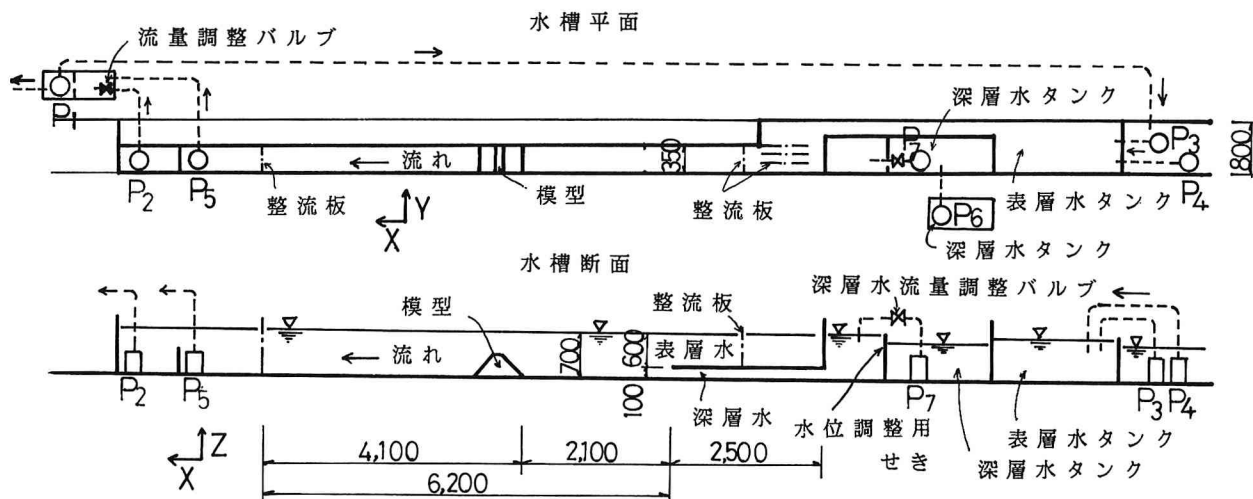 水槽平面
流量調整バルブ
深層水タンク
P1
P7
P3
1800
流れ
350
P2
P5
整流板
模型
整流板
表層水タンク
P4
P6
X
Y
深層水タンク
水槽断面
深層水流量調整バルブ
模型
整流板
流れ
700
600
表層水
P2
P5
100
深層水
水位調整用
せき
P7
P3
P4
表層水タンク
深層水タンク
Z
X
4,100
2,100
2,500
6,200